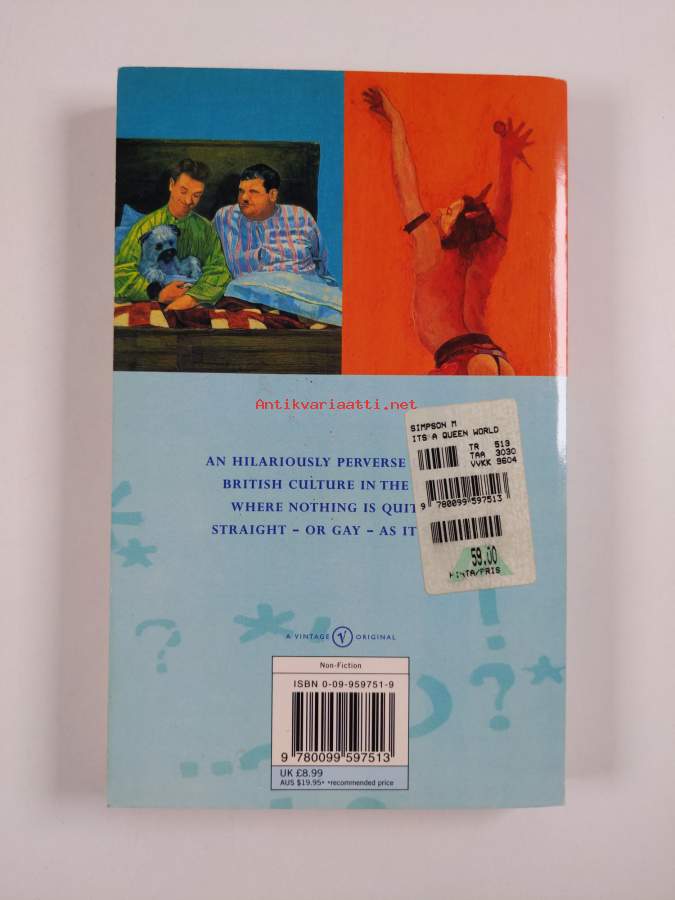 Antikvariaatti.net
SIMPSON M
ITS A QUEEN WORLD
TR 513
TAA 3030
VVKK 9604
9 780099 597513
59.00
HINTA/PRIS
AN HILARIOUSLY PERVERSE
BRITISH CULTURE IN THE
WHERE NOTHING IS QUIT
STRAIGHT – OR GAY – AS IT
A VINTAGE V ORIGINAL
Non-Fiction
ISBN 0-09-959751-9
9 780099 597513
UK £8.99
AUS $19.95* *recommended price